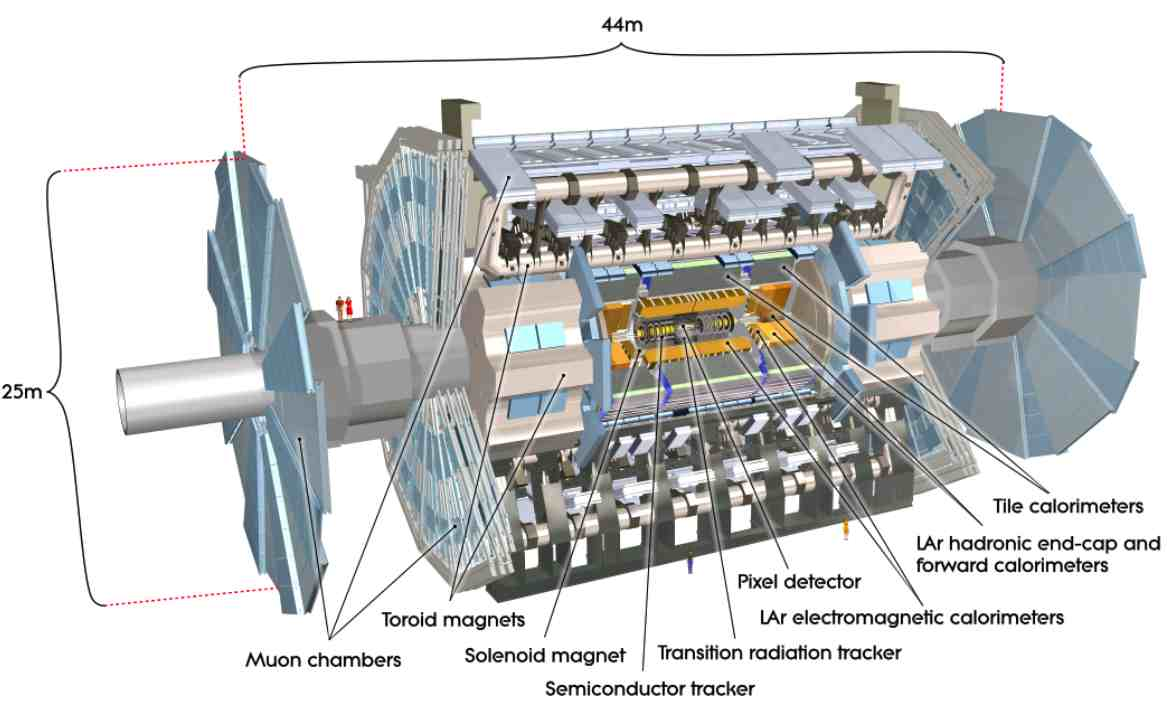 44m
25m
Tile calorimeters
LAr hadronic end-cap and
forward calorimeters
Pixel detector
LAr electromagnetic calorimeters
Toroid magnets
Muon chambers
Solenoid magnet
Transition radiation tracker
Semiconductor tracker